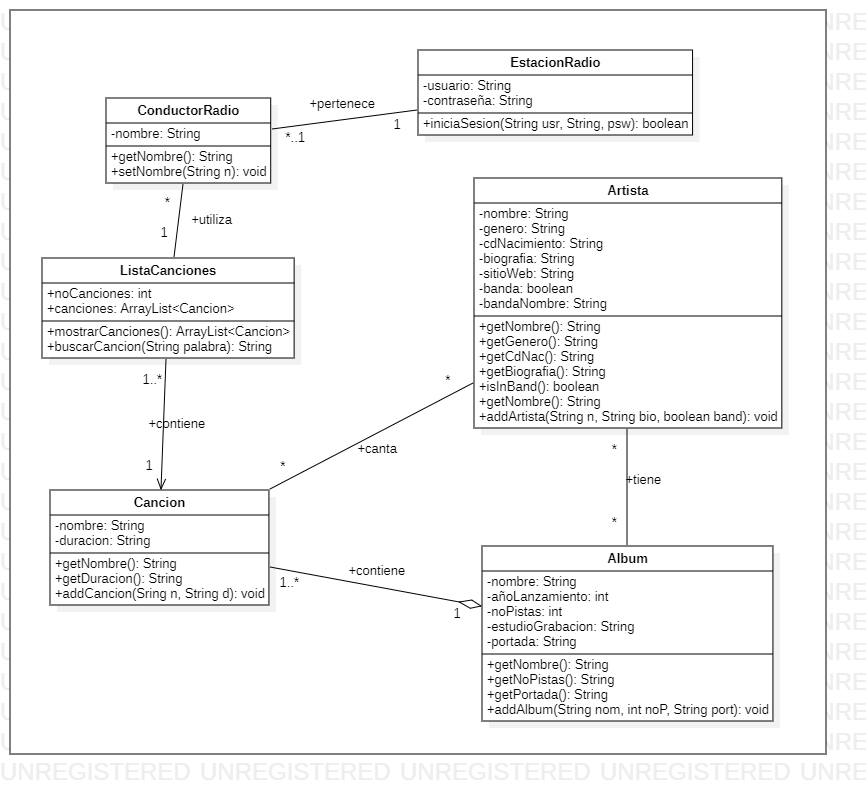 EstacionRadio
-usuario: String
-contraseña: String
+iniciaSesion(String usr, String, psw): boolean
+pertenece
*..1
1
ConductorRadio
-nombre: String
+getNombre(): String
+setNombre(String n): void
*
+utiliza
1
ListaCanciones
+noCanciones: int
+canciones: ArrayList<Cancion>
+mostrarCanciones(): ArrayList<Cancion>
+buscarCancion(String palabra): String
1..*
+contiene
1
Artista
-nombre: String
-genero: String
-cdNacimiento: String
-biografia: String
-sitioWeb: String
-banda: boolean
-bandaNombre: String
+getNombre(): String
+getGenero(): String
+getCdNac(): String
+getBiografia(): String
+isInBand(): boolean
+getNombre(): String
+addArtista(String n, String bio, boolean band): void
*
+canta
*
*
+tiene
*
Cancion
-nombre: String
-duracion: String
+getNombre(): String
+getDuracion(): String
+addCancion(Sring n, String d): void
1..*
+contiene
1
Album
-nombre: String
-añoLanzamiento: int
-noPistas: int
-estudioGrabacion: String
-portada: String
+getNombre(): String
+getNoPistas(): String
+getPortada(): String
+addAlbum(String nom, int noP, String port): void
UNREGISTERED UNREGISTERED UNREGISTERED UNREGISTERED UNRE